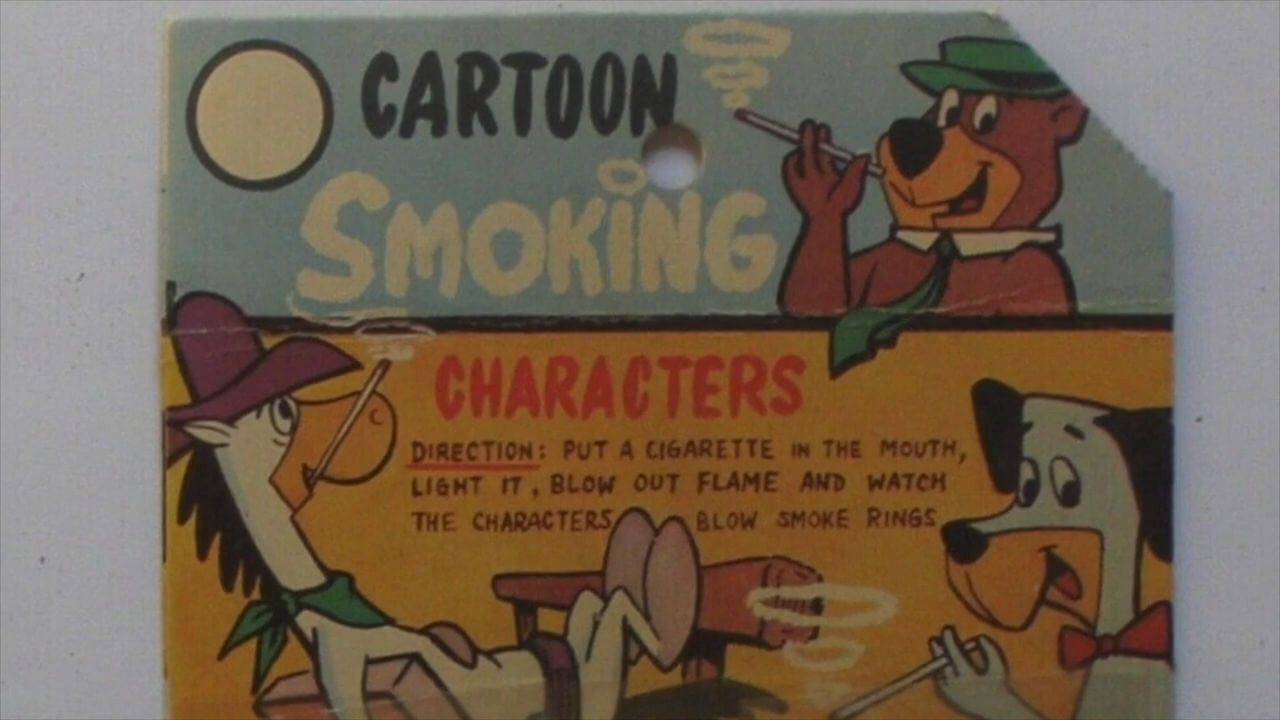 CARTOON
SMOKING
CHARACTERS
DIRECTION: PUT A CIGARETTE IN THE MOUTH,
LIGHT IT, BLOW OUT FLAME AND WATCH
THE CHARACTERS BLOW SMOKE RINGS